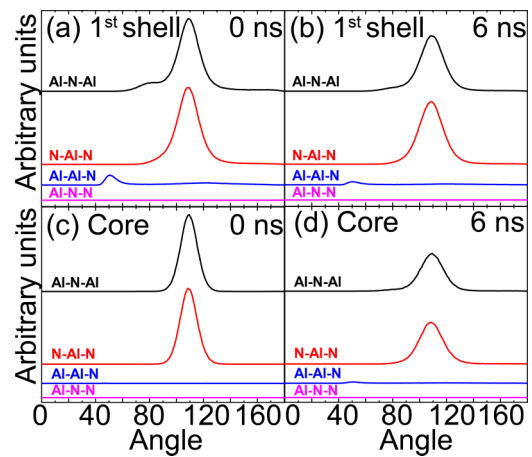 (a) 1st shell 0 ns
(b) 1st shell 6 ns
Arbitrary units
Al-N-Al
N-Al-N
Al-Al-N
Al-N-N
Al-N-Al
N-Al-N
Al-Al-N
Al-N-N
(c) Core 0 ns
(d) Core 6 ns
Arbitrary units
Al-N-Al
N-Al-N
Al-Al-N
Al-N-N
Al-N-Al
N-Al-N
Al-Al-N
Al-N-N
0 40 80 120 160
0 40 80 120 160
Angle
Angle